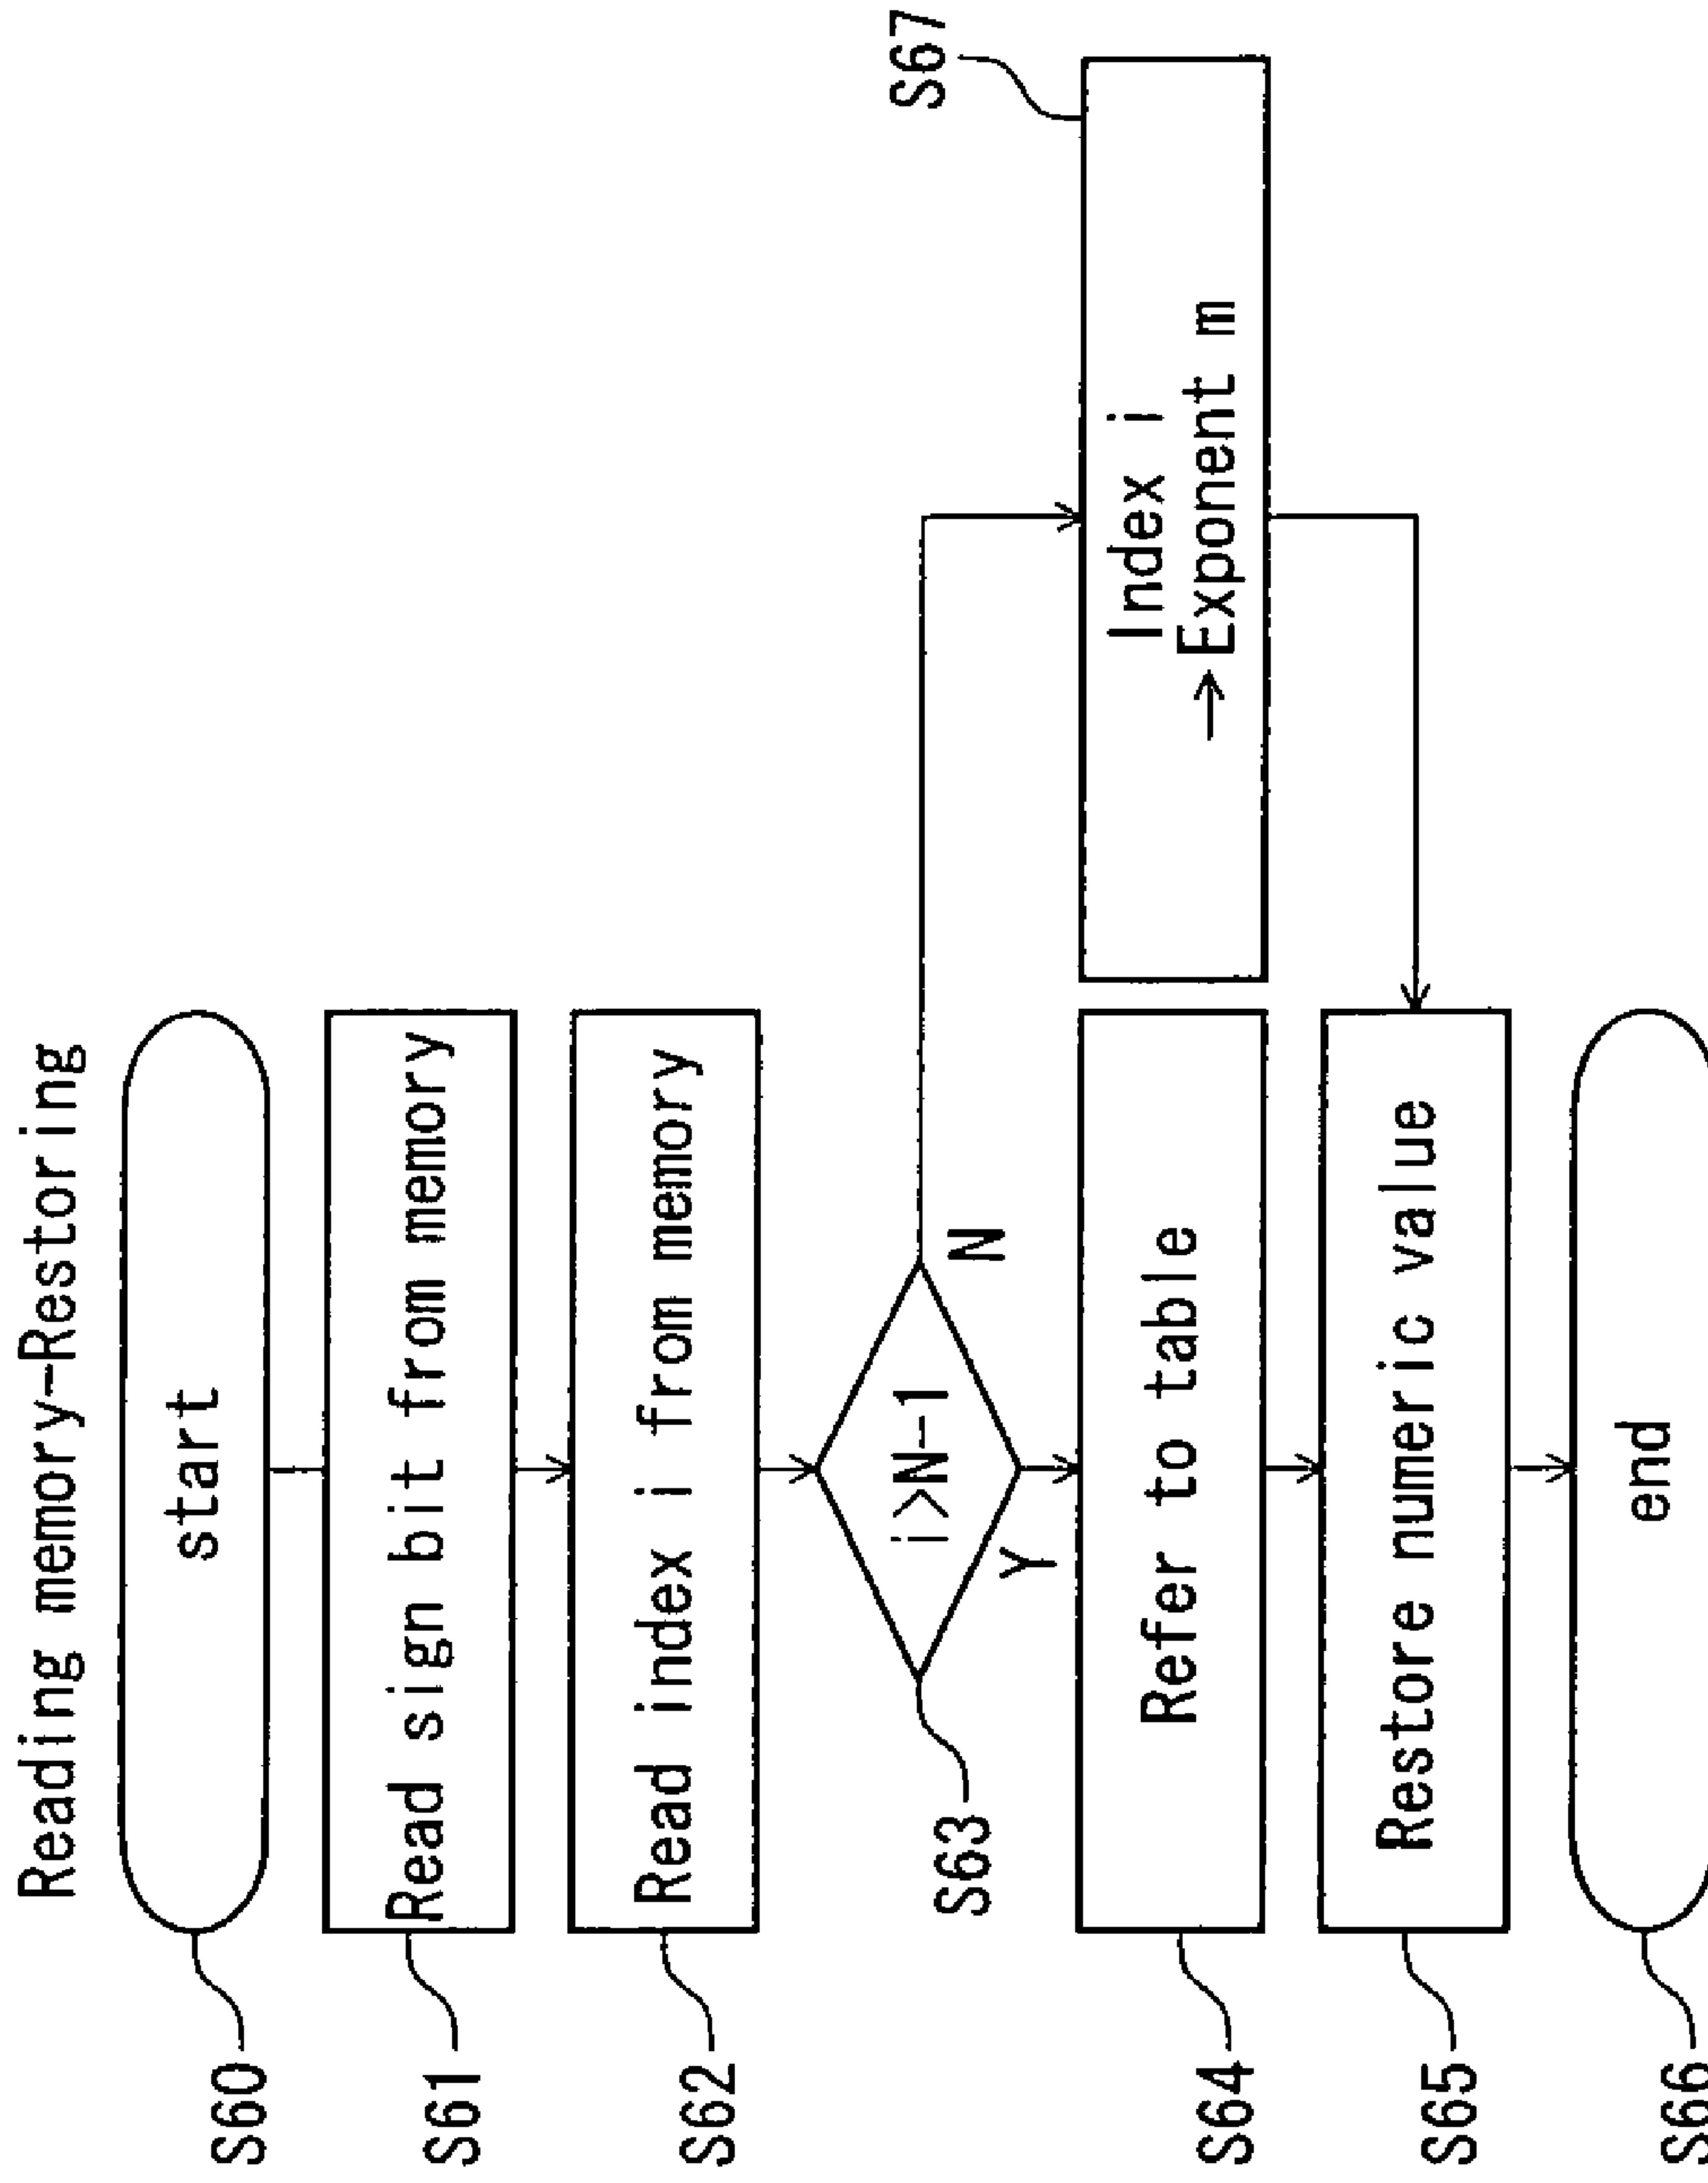 Reading memory-Restoring
S60
start
S61
Read sign bit from memory
S62
Read index i from memory
S63
i>N-1
N
Y
S64
Refer to table
S67
Index i
→Exponent m
S65
Restore numeric value
S66
end